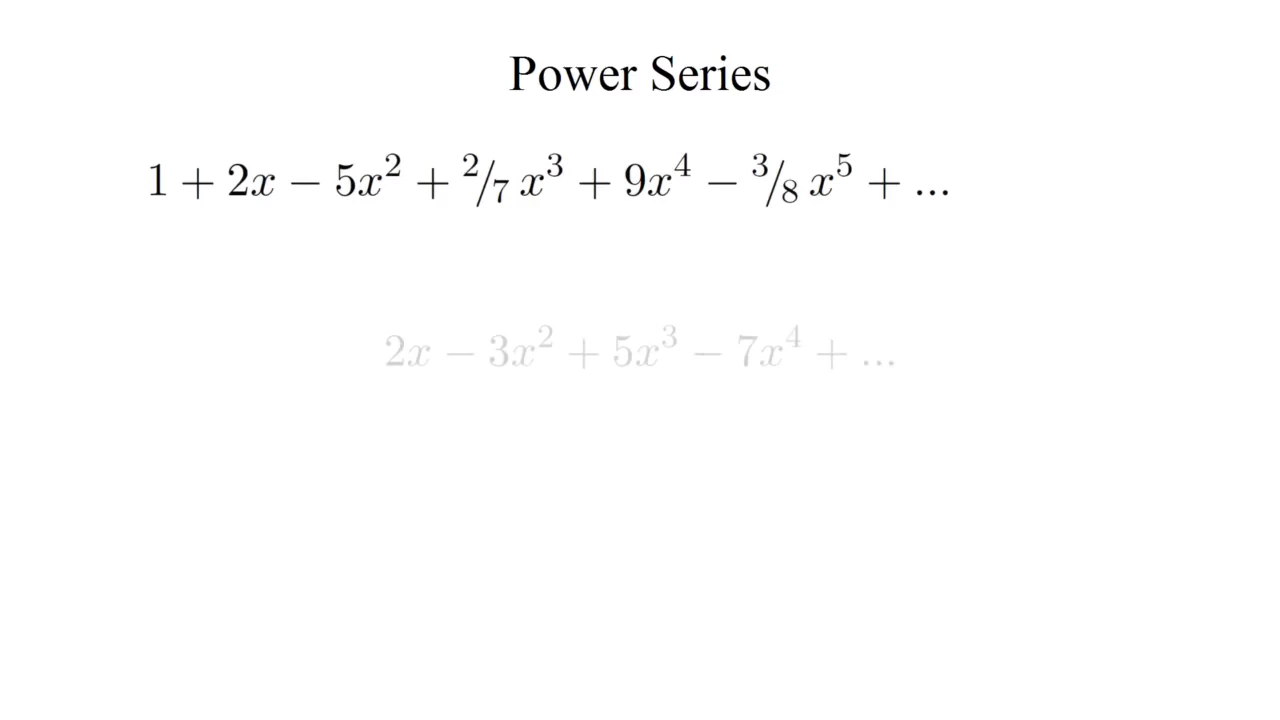 Power Series
1 + 2x − 5x² + ²⁄₇ x³ + 9x⁴ − ³⁄₈ x⁵ + ...
2x − 3x² + 5x³ − 7x⁴ + ...